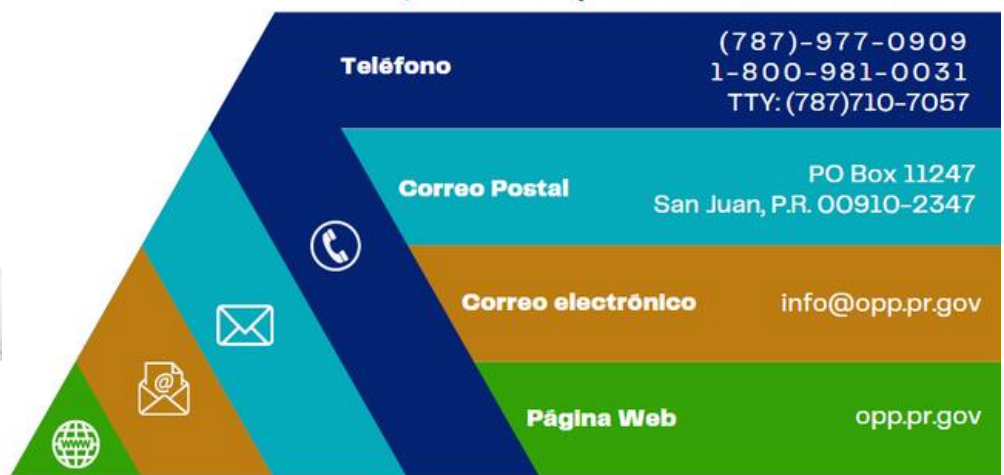 Teléfono
(787)-977-0909
1-800-981-0031
TTY: (787)710-7057
Correo Postal
PO Box 11247
San Juan, P.R. 00910-2347
Correo electrónico
info@opp.pr.gov
Página Web
opp.pr.gov